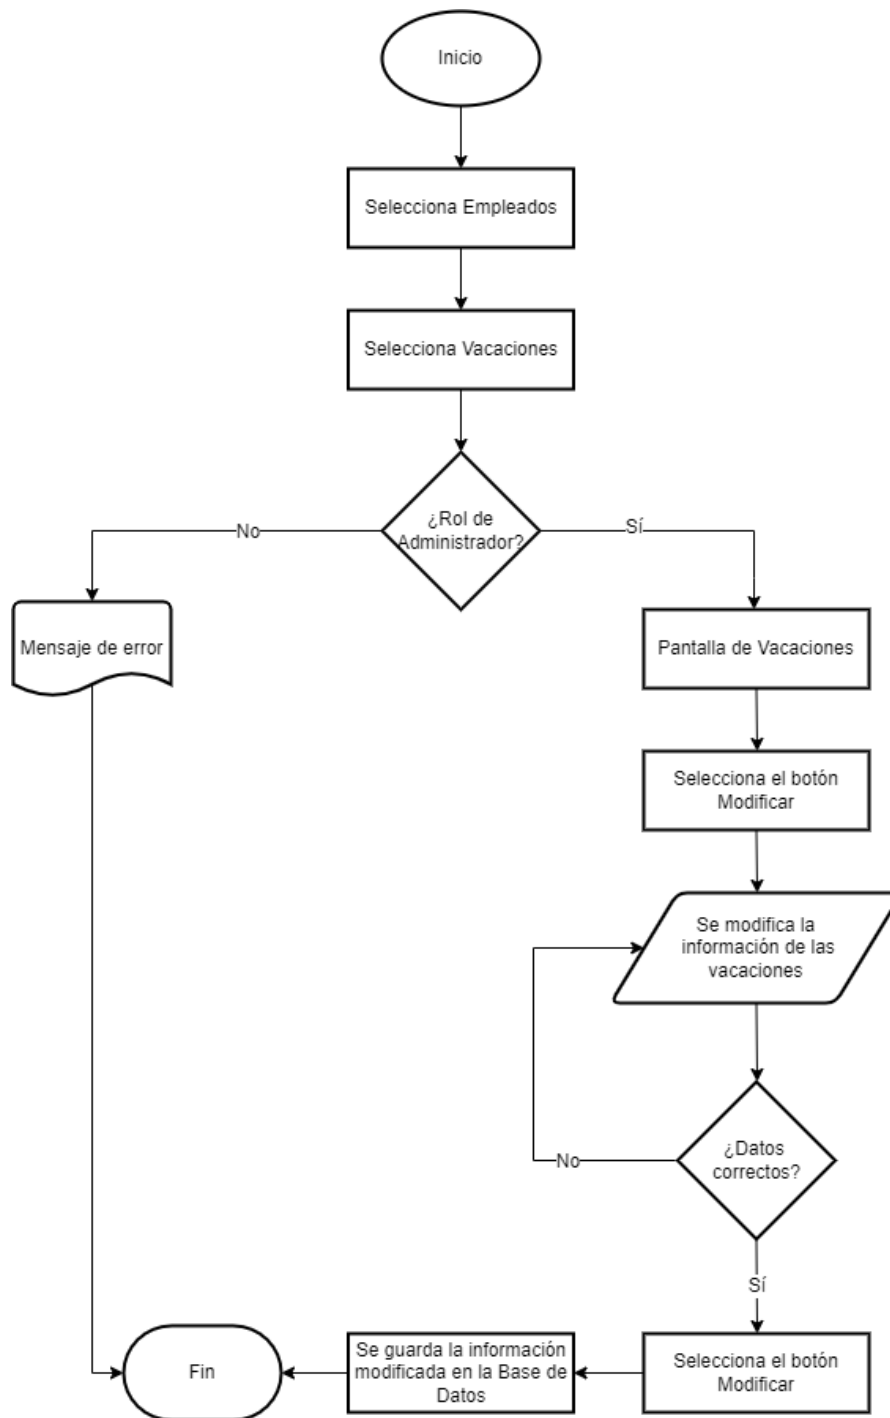 Inicio
Selecciona Empleados
Selecciona Vacaciones
¿Rol de
Administrador?
No
Sí
Mensaje de error
Pantalla de Vacaciones
Selecciona el botón
Modificar
Se modifica la
información de las
vacaciones
¿Datos
correctos?
No
Sí
Selecciona el botón
Modificar
Se guarda la información
modificada en la Base de
Datos
Fin